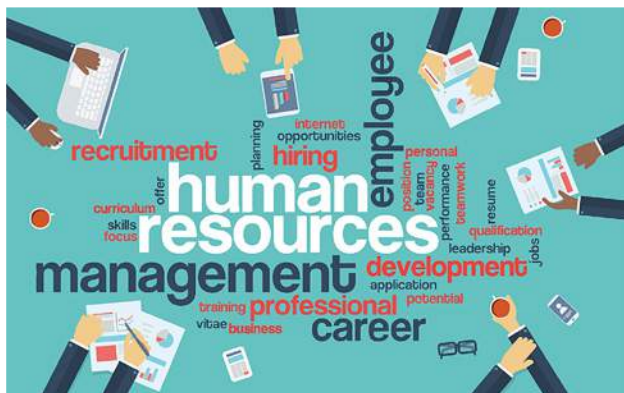 employee
internet
opportunities
planning
recruitment
hiring
personal
position
team
vacancy
performance
teamwork
offer
human
resume
curriculum
skills
focus
resources
qualification
leadership
jobs
management
development
application
training
professional
potential
vitae
business
career